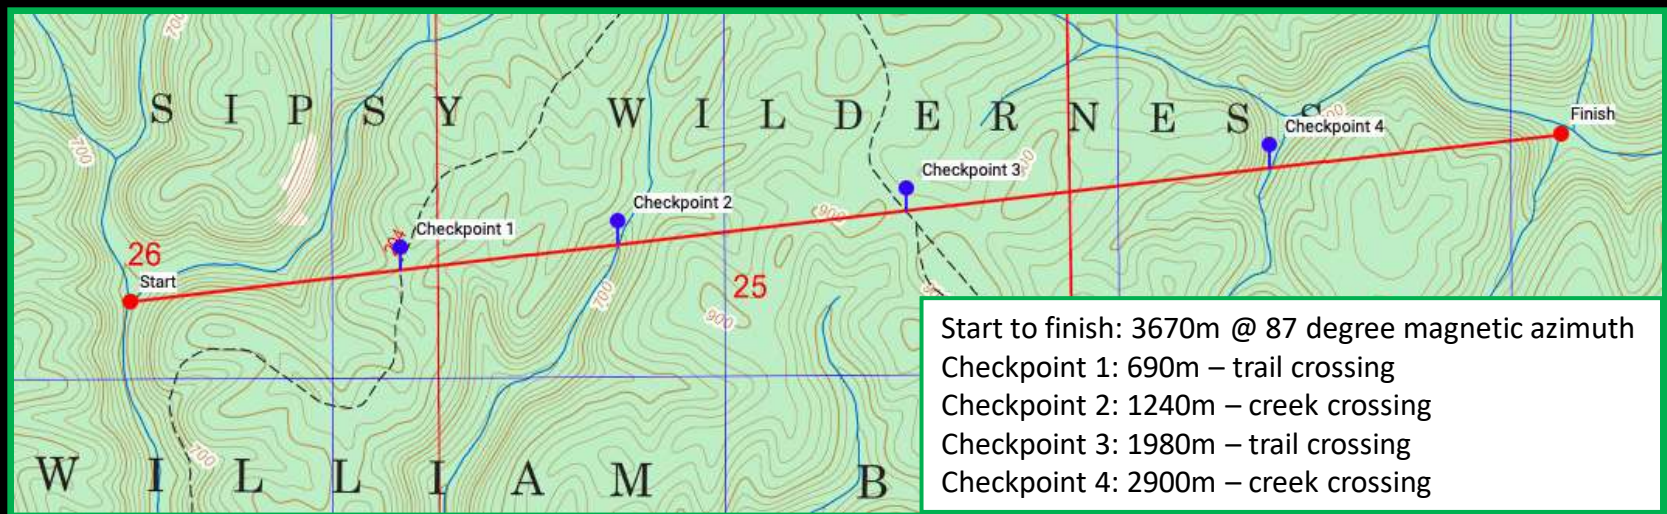 700
SIPSY WILDERNESS
700
Checkpoint 4
Finish
Checkpoint 3
Checkpoint 2
900
Checkpoint 1
26
Start
25
700
900
Start to finish: 3670m @ 87 degree magnetic azimuth
Checkpoint 1: 690m – trail crossing
Checkpoint 2: 1240m – creek crossing
Checkpoint 3: 1980m – trail crossing
Checkpoint 4: 2900m – creek crossing
700
WILLIAM B